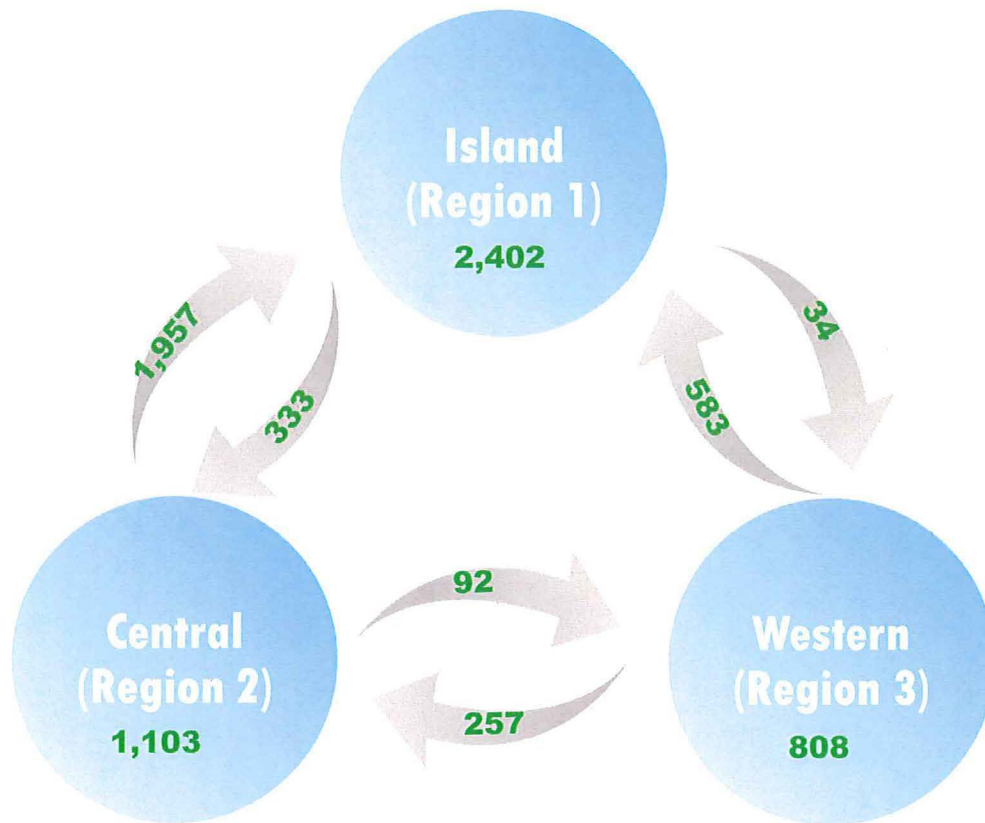 Island
(Region 1)
2,402
1,957
333
34
583
Central
(Region 2)
1,103
92
257
Western
(Region 3)
808